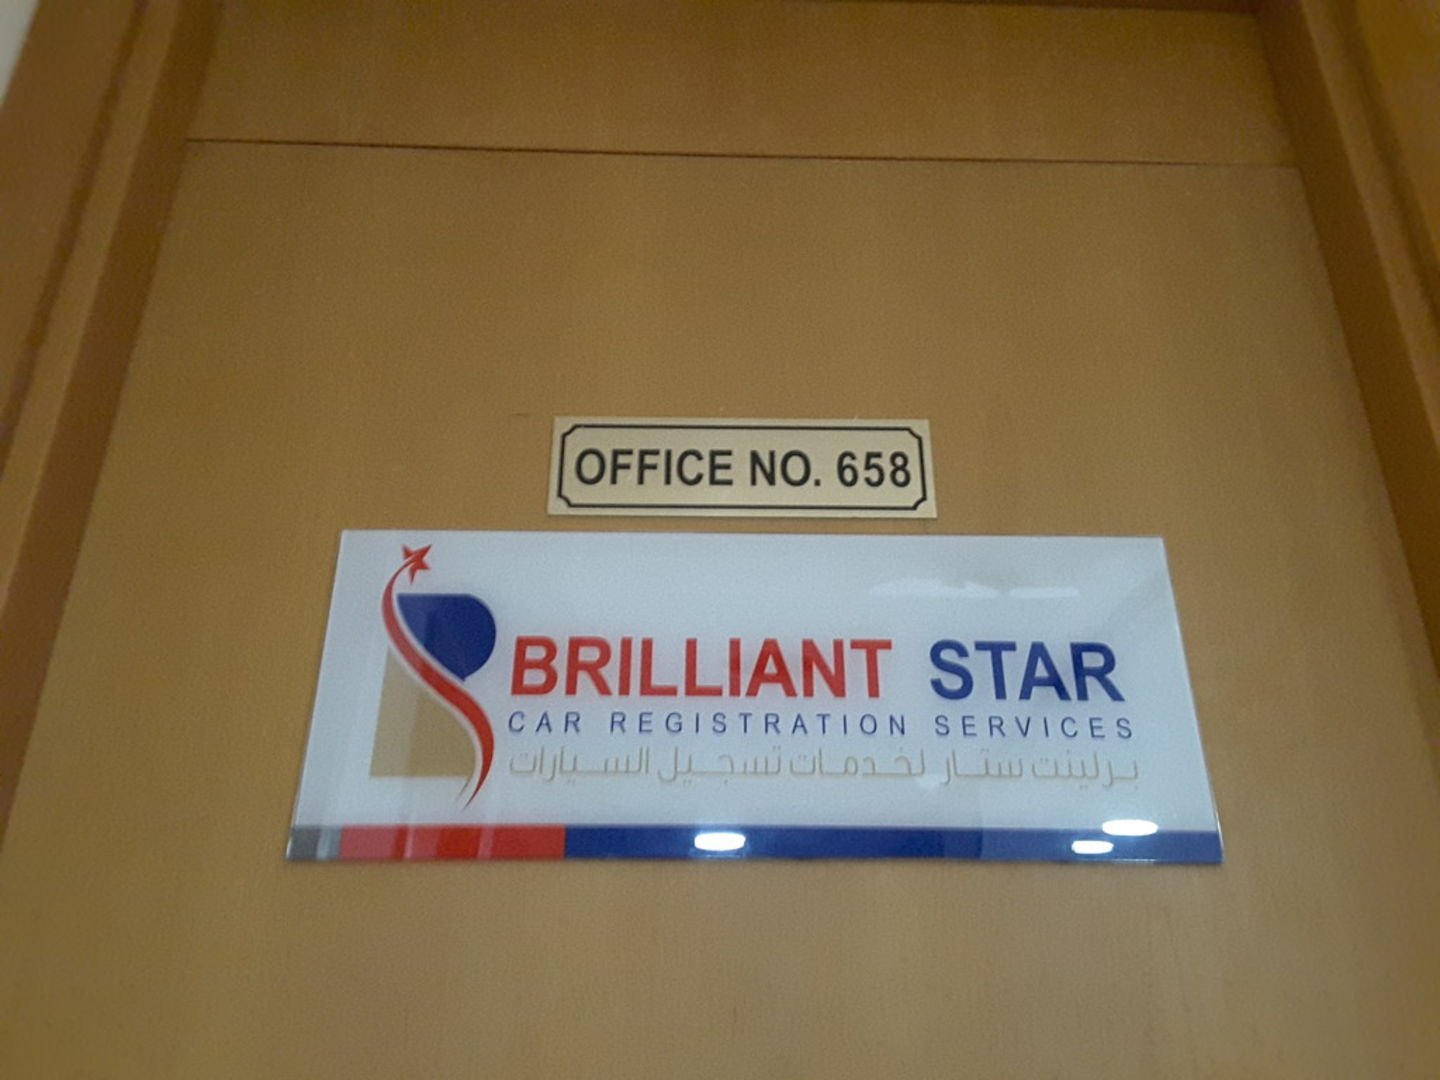 OFFICE NO. 658
BRILLIANT STAR
CAR REGISTRATION SERVICES
برلينت ستار لخدمات تسجيل السيارات